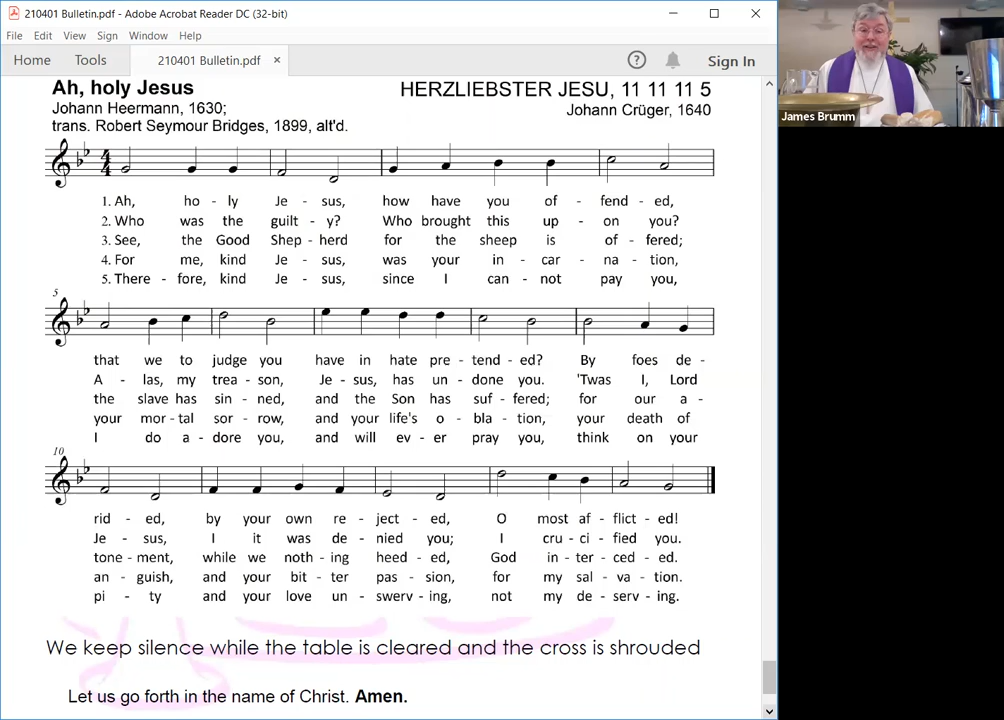 210401 Bulletin.pdf - Adobe Acrobat Reader DC (32-bit)
File Edit View Sign Window Help
Home Tools 210401 Bulletin.pdf × ? Sign In
Ah, holy Jesus HERZLIEBSTER JESU, 11 11 11 5
Johann Heermann, 1630; Johann Crüger, 1640
trans. Robert Seymour Bridges, 1899, alt'd.
4
4
1. Ah, ho - ly Je - sus, how have you of - fend - ed,
2. Who was the guilt - y? Who brought this up - on you?
3. See, the Good Shep - herd for the sheep is of - fered;
4. For me, kind Je - sus, was your in - car - na - tion,
5. There - fore, kind Je - sus, since I can - not pay you,
5
that we to judge you have in hate pre - tend - ed? By foes de -
A - las, my trea - son, Je - sus, has un - done you. 'Twas I, Lord
the slave has sin - ned, and the Son has suf - fered; for our a -
your mor - tal sor - row, and your life's o - bla - tion, your death of
I do a - dore you, and will ev - er pray you, think on your
10
rid - ed, by your own re - ject - ed, O most af - flict - ed!
Je - sus, I it was de - nied you; I cru - ci - fied you.
tone - ment, while we noth - ing heed - ed, God in - ter - ced - ed.
an - guish, and your bit - ter pas - sion, for my sal - va - tion.
pi - ty and your love un - swerv - ing, not my de - serv - ing.
We keep silence while the table is cleared and the cross is shrouded
Let us go forth in the name of Christ. Amen.
James Brumm